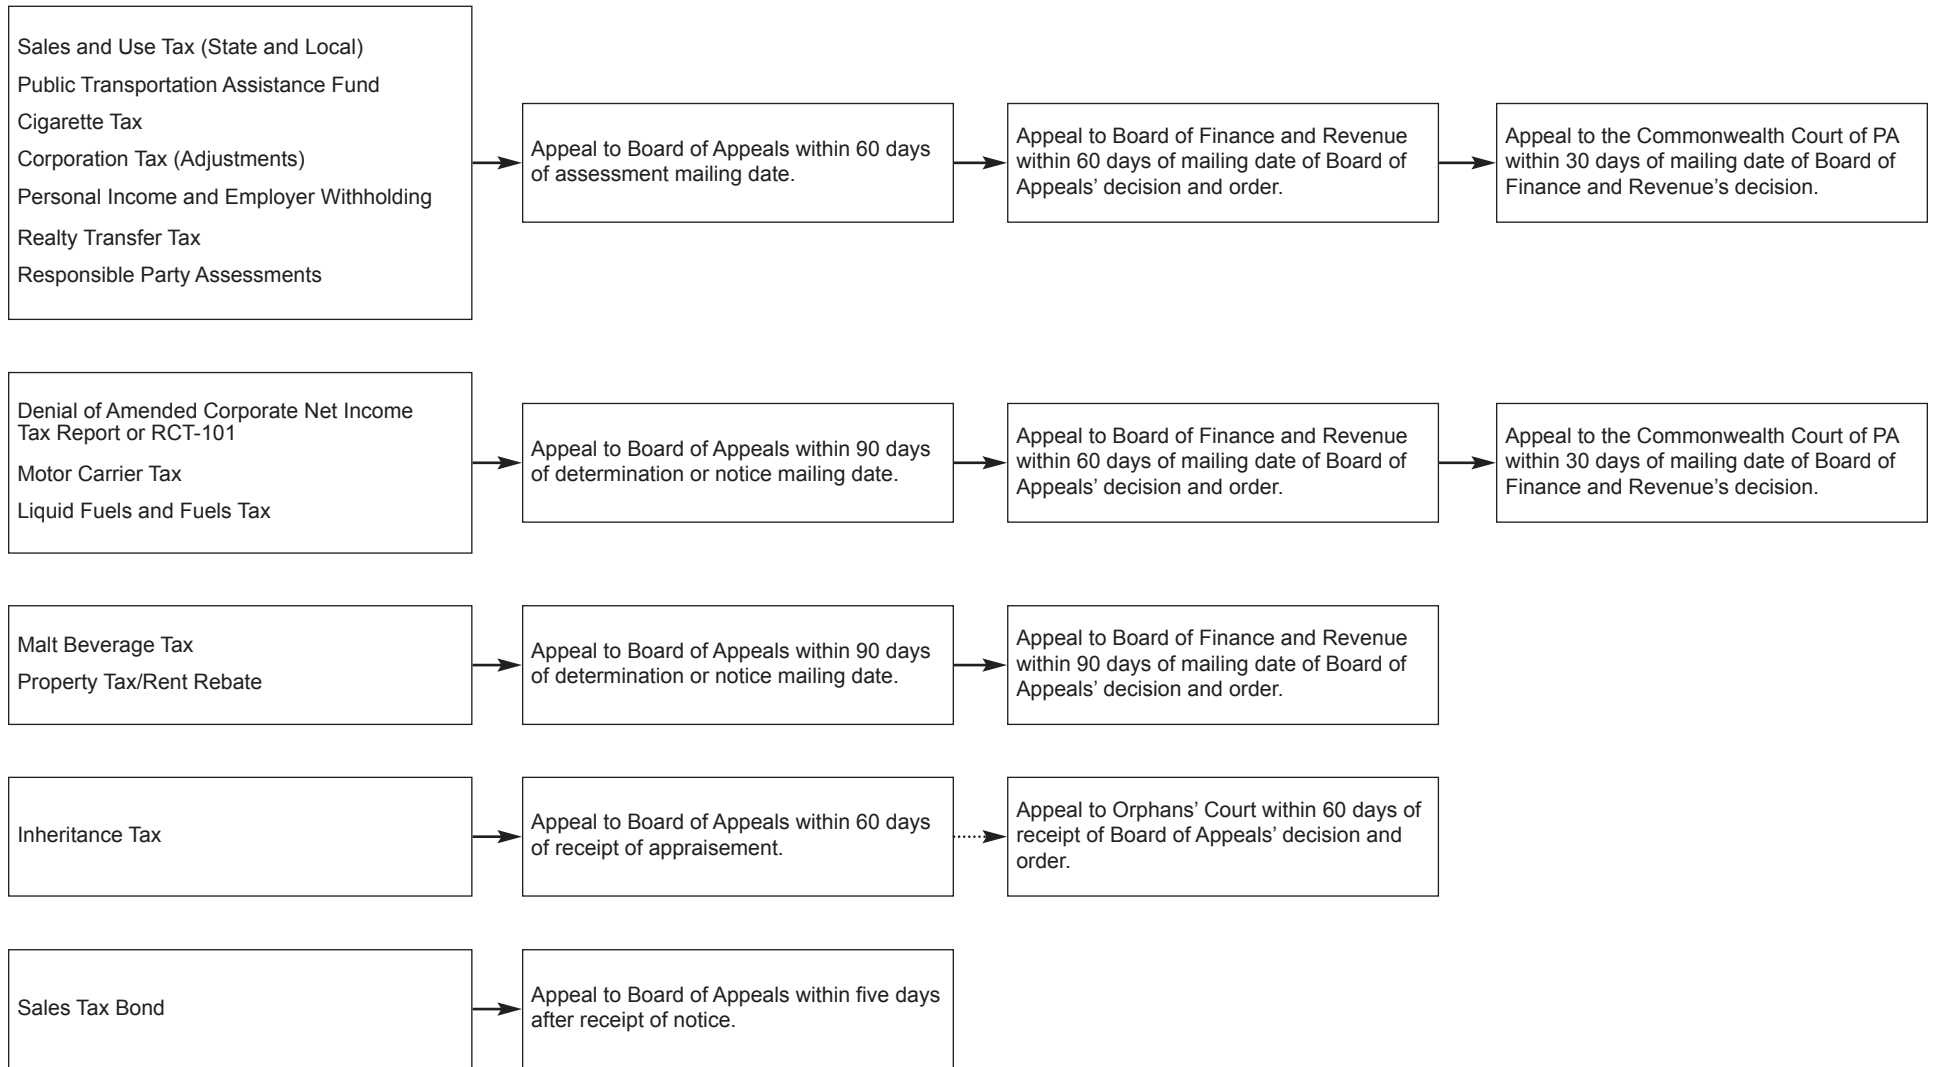 Sales and Use Tax (State and Local)
Public Transportation Assistance Fund
Cigarette Tax
Corporation Tax (Adjustments)
Personal Income and Employer Withholding
Realty Transfer Tax
Responsible Party Assessments
Appeal to Board of Appeals within 60 days
of assessment mailing date.
Appeal to Board of Finance and Revenue
within 60 days of mailing date of Board of
Appeals’ decision and order.
Appeal to the Commonwealth Court of PA
within 30 days of mailing date of Board of
Finance and Revenue’s decision.
Denial of Amended Corporate Net Income
Tax Report or RCT-101
Motor Carrier Tax
Liquid Fuels and Fuels Tax
Appeal to Board of Appeals within 90 days
of determination or notice mailing date.
Appeal to Board of Finance and Revenue
within 60 days of mailing date of Board of
Appeals’ decision and order.
Appeal to the Commonwealth Court of PA
within 30 days of mailing date of Board of
Finance and Revenue’s decision.
Malt Beverage Tax
Property Tax/Rent Rebate
Appeal to Board of Appeals within 90 days
of determination or notice mailing date.
Appeal to Board of Finance and Revenue
within 90 days of mailing date of Board of
Appeals’ decision and order.
Inheritance Tax
Appeal to Board of Appeals within 60 days
of receipt of appraisement.
Appeal to Orphans’ Court within 60 days of
receipt of Board of Appeals’ decision and
order.
Sales Tax Bond
Appeal to Board of Appeals within five days
after receipt of notice.